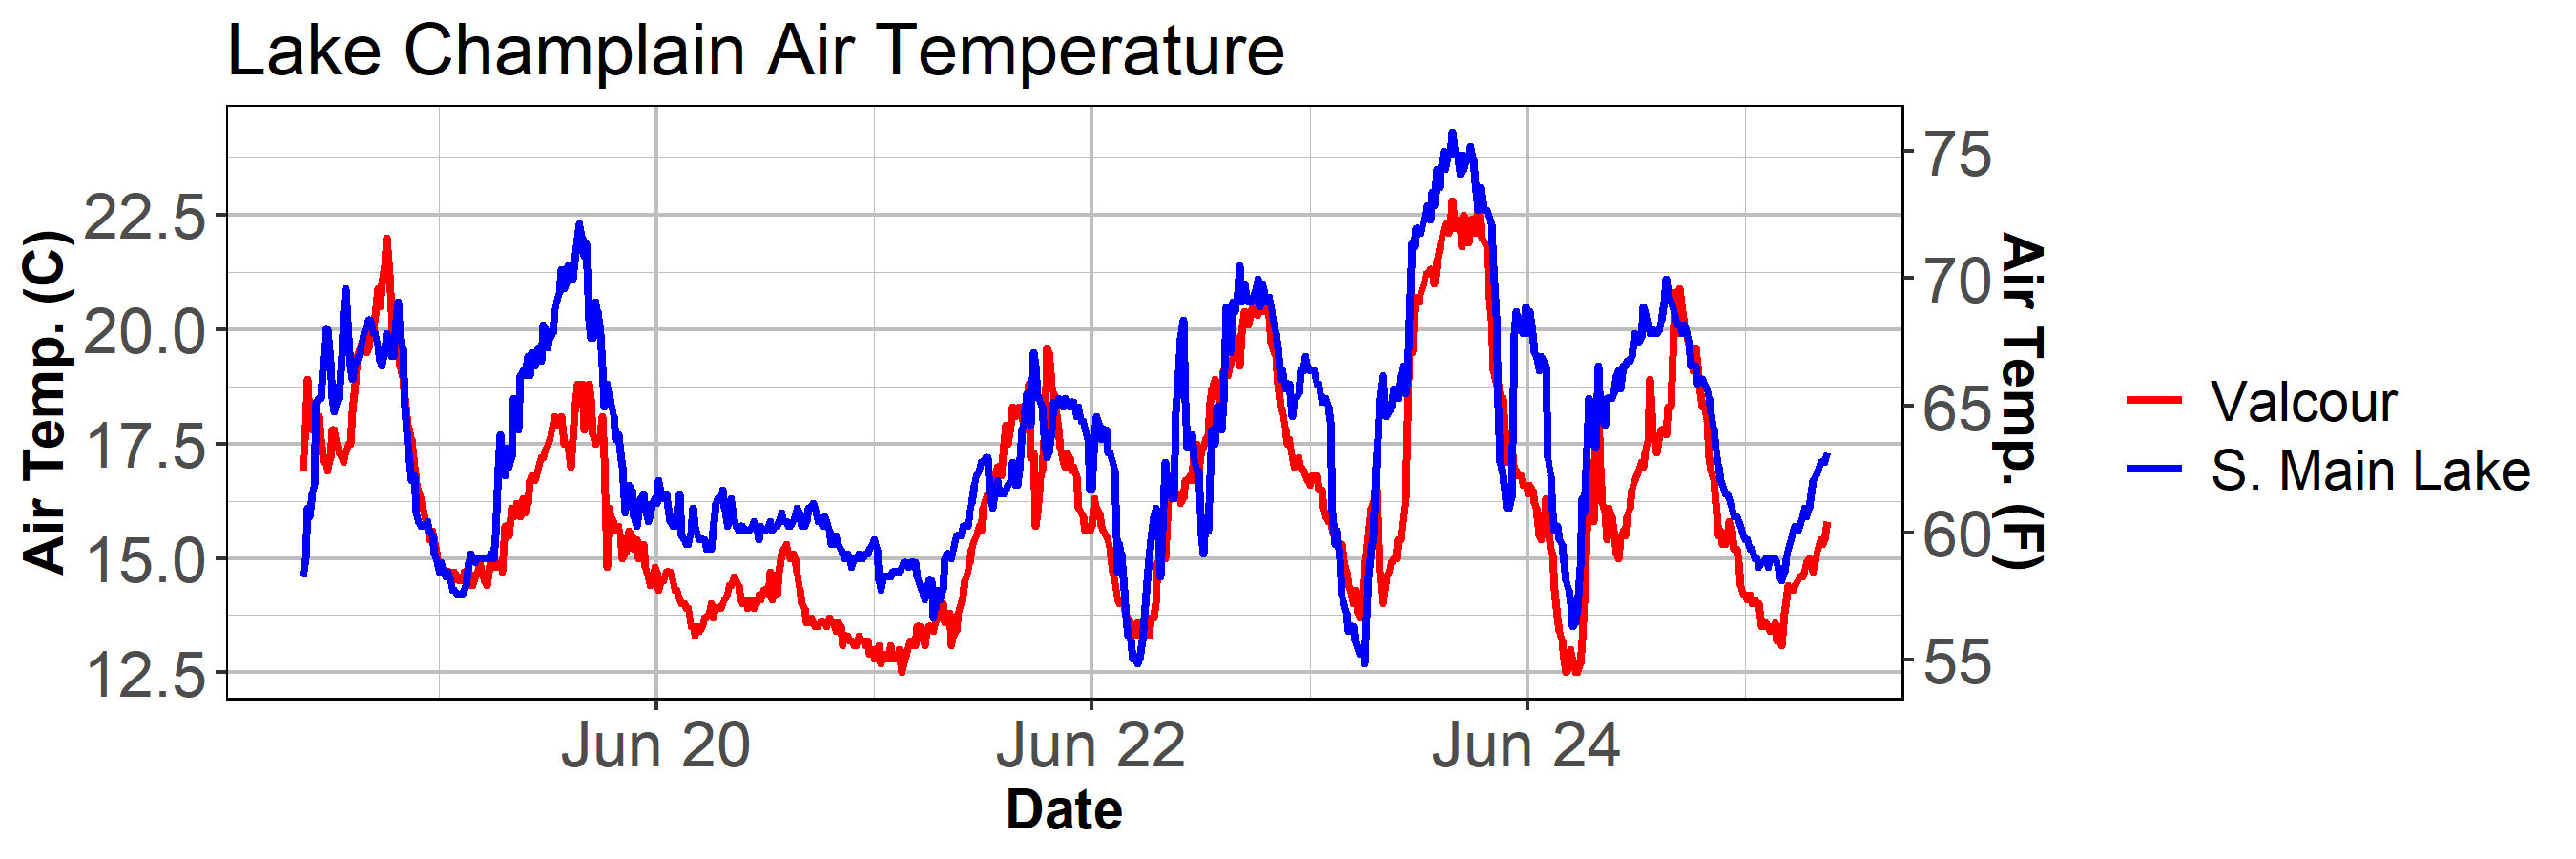 Lake Champlain Air Temperature
Air Temp. (C)
22.5
20.0
17.5
15.0
12.5
75
70
65
60
55
Air Temp. (F)
Jun 20
Jun 22
Jun 24
Date
Valcour
S. Main Lake